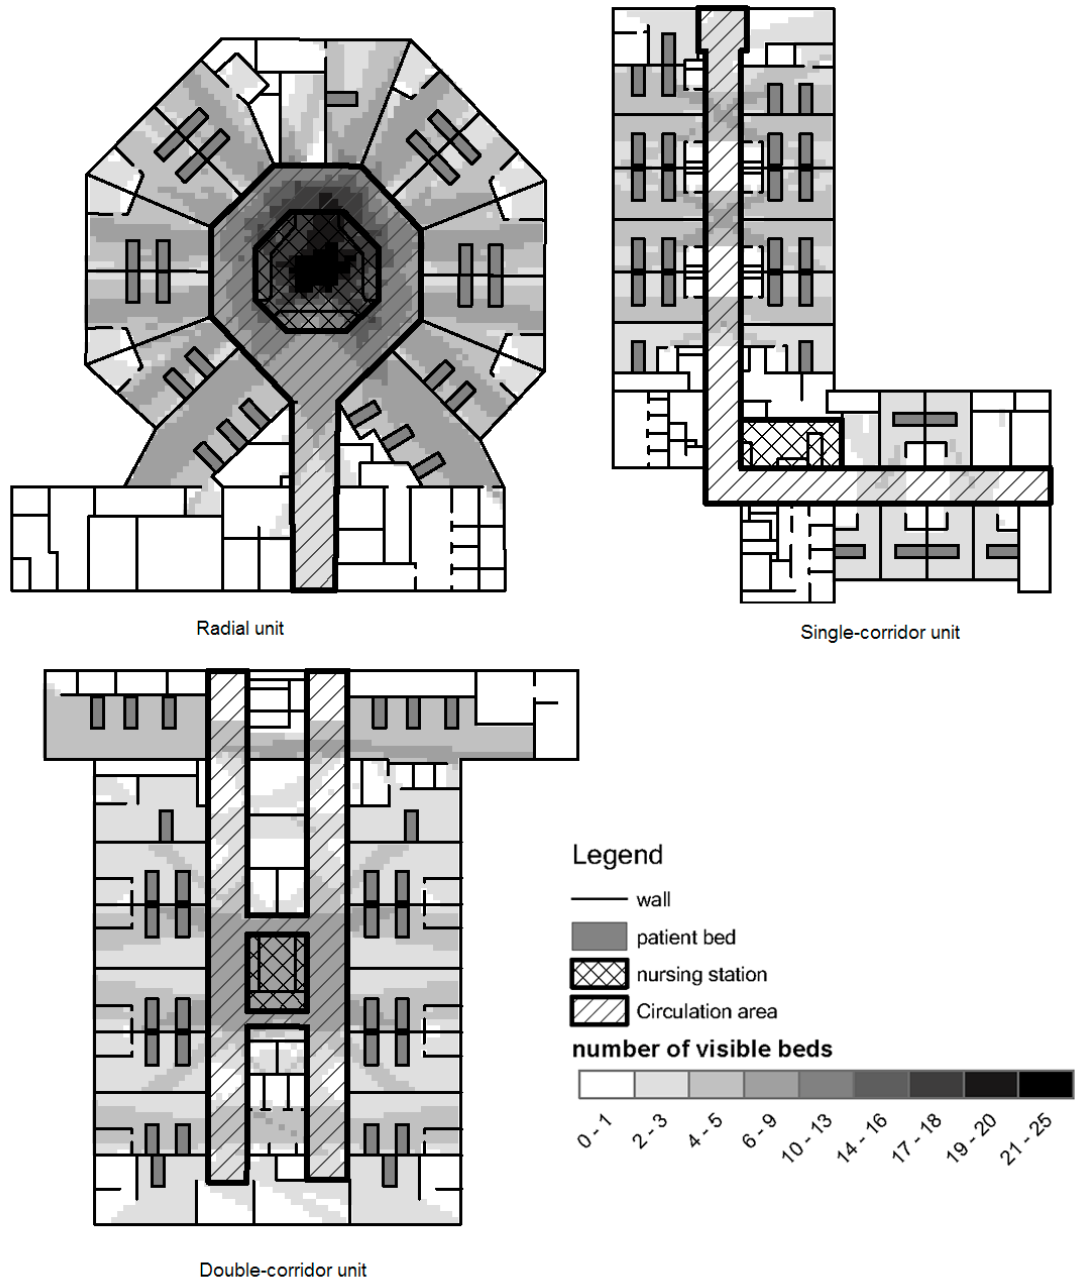 Radial unit
Single-corridor unit
Legend
wall
patient bed
nursing station
Circulation area
number of visible beds
0 - 1
2 - 3
4 - 5
6 - 9
10 - 13
14 - 16
17 - 18
19 - 20
21 - 25
Double-corridor unit